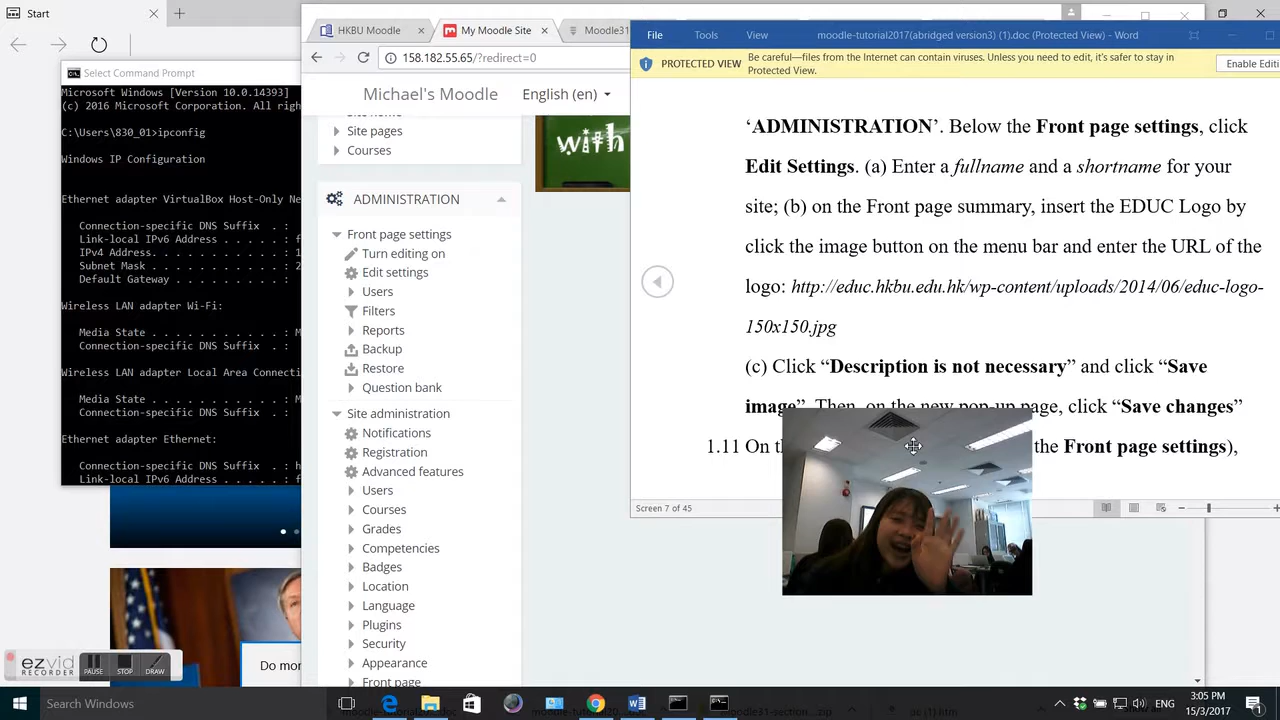 Start
HKBU Moodle
My Moodle Site
Moodle31
File
Tools
View
moodle-tutorial2017(abridged version3) (1).doc (Protected View) - Word
158.182.55.65/?redirect=0
PROTECTED VIEW
Be careful—files from the Internet can contain viruses. Unless you need to edit, it's safer to stay in
Protected View.
Enable Editi
Select Command Prompt
Microsoft Windows [Version 10.0.14393]
(c) 2016 Microsoft Corporation. All righ
C:\Users\830_01>ipconfig
Windows IP Configuration
Ethernet adapter VirtualBox Host-Only Ne
Connection-specific DNS Suffix . :
Link-local IPv6 Address . . . . . : f
IPv4 Address. . . . . . . . . . . : 1
Subnet Mask . . . . . . . . . . . : 2
Default Gateway . . . . . . . . . :
Wireless LAN adapter Wi-Fi:
Media State . . . . . . . . . . . : M
Connection-specific DNS Suffix . :
Wireless LAN adapter Local Area Connecti
Media State . . . . . . . . . . . : M
Connection-specific DNS Suffix . :
Ethernet adapter Ethernet:
Connection-specific DNS Suffix . : h
Link-local IPv6 Address . . . . . : f
Michael's Moodle
English (en)
Site pages
Courses
with
ADMINISTRATION
Front page settings
Turn editing on
Edit settings
Users
Filters
Reports
Backup
Restore
Question bank
Site administration
Notifications
Registration
Advanced features
Users
Courses
Grades
Competencies
Badges
Location
Language
Plugins
Security
Appearance
Front page
‘ADMINISTRATION’. Below the Front page settings, click
Edit Settings. (a) Enter a fullname and a shortname for your
site; (b) on the Front page summary, insert the EDUC Logo by
click the image button on the menu bar and enter the URL of the
logo: http://educ.hkbu.edu.hk/wp-content/uploads/2014/06/educ-logo-
150x150.jpg
(c) Click “Description is not necessary” and click “Save
image”. Then, on the new pop-up page, click “Save changes”
1.11 On the Front page settings),
Screen 7 of 45
ezvid
RECORDER
PAUSE
STOP
DRAW
Do mor
Search Windows
ENG
3:05 PM
15/3/2017